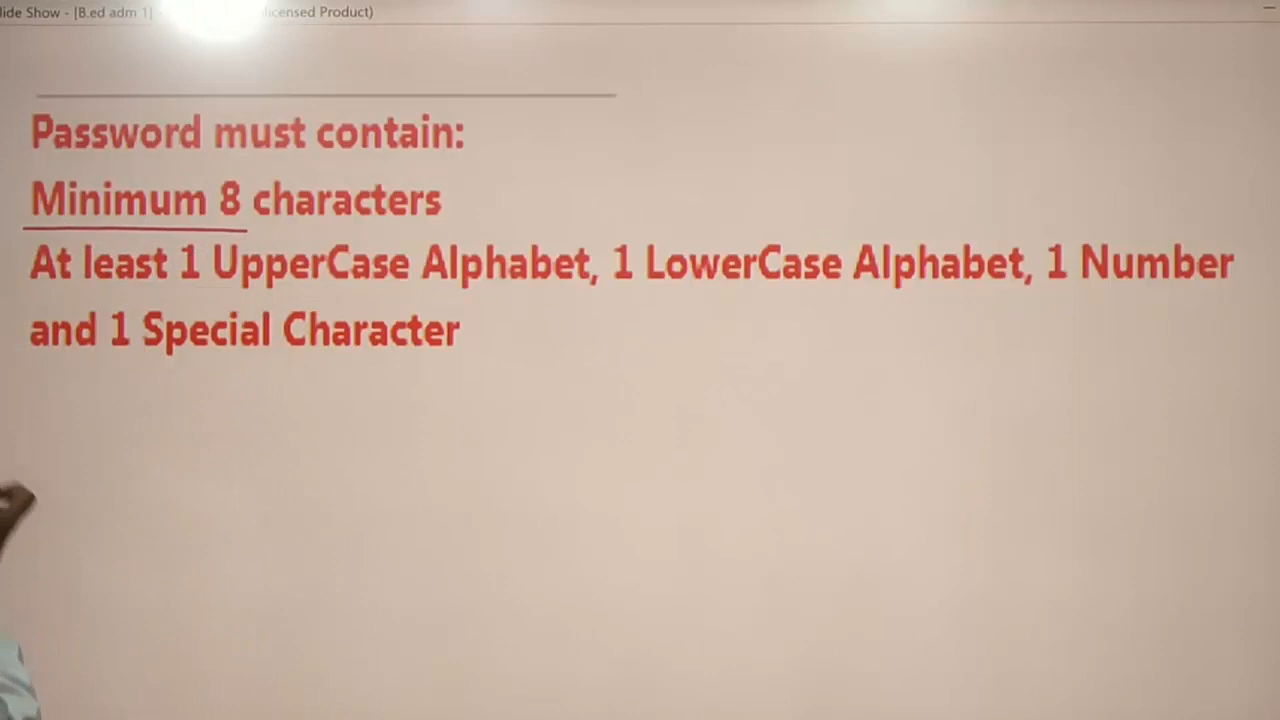 lide Show - [B.ed adm 1] - licensed Product)
Password must contain:
Minimum 8 characters
At least 1 UpperCase Alphabet, 1 LowerCase Alphabet, 1 Number
and 1 Special Character